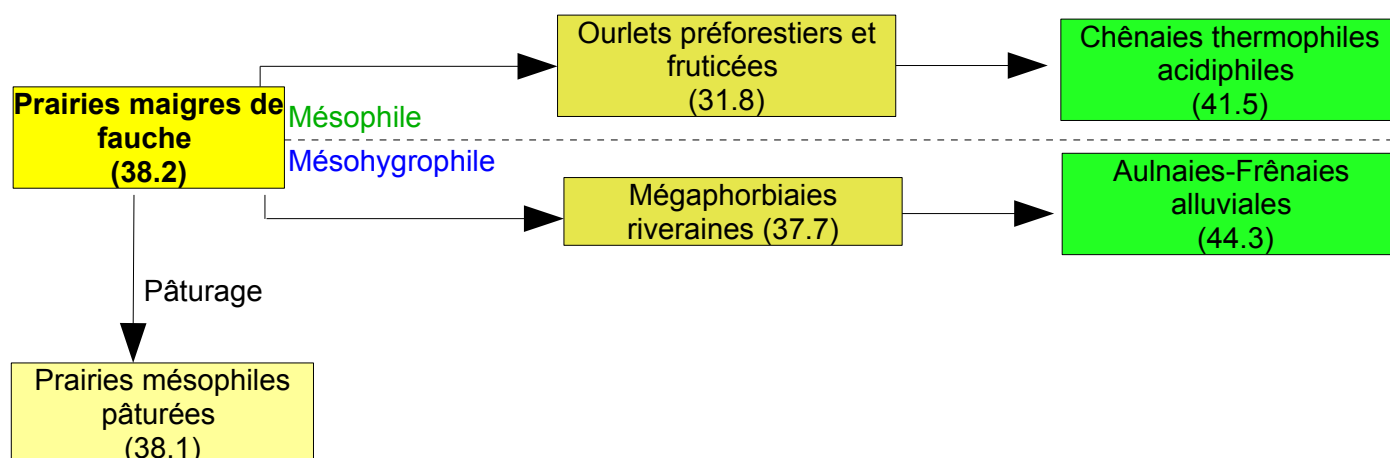 Ourlets préforestiers et
fruticées
(31.8)
Chênaies thermophiles
acidiphiles
(41.5)
Prairies maigres de
fauche
(38.2)
Mésophile
Mésohygrophile
Mégaphorbiaies
riveraines (37.7)
Aulnaies-Frênaies
alluviales
(44.3)
Pâturage
Prairies mésophiles
pâturées
(38.1)